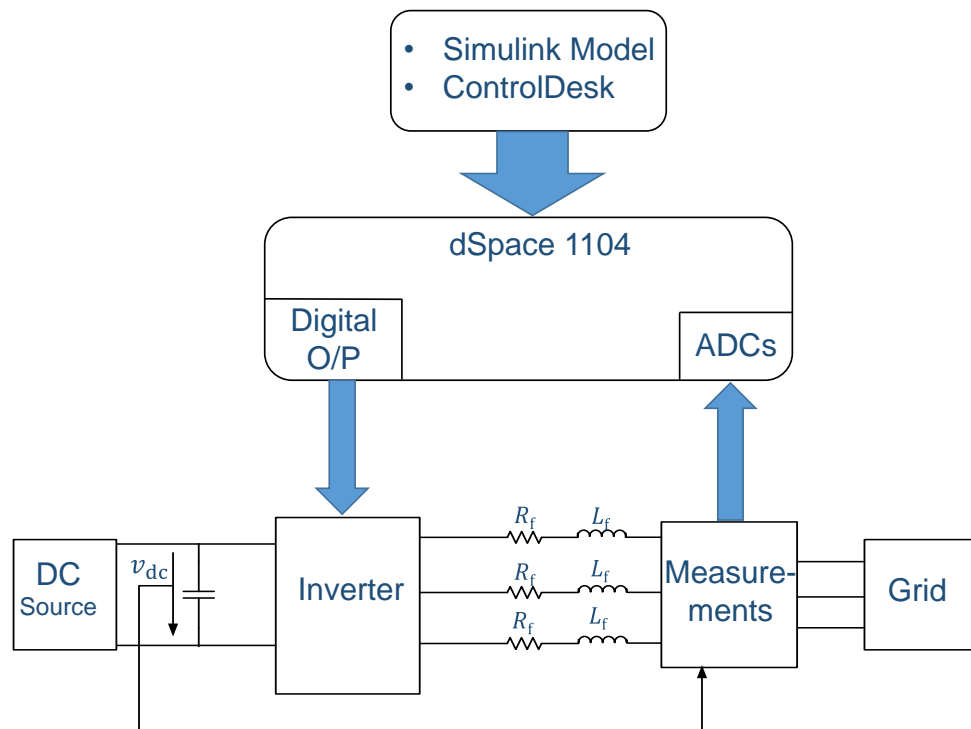 • Simulink Model
• ControlDesk
dSpace 1104
Digital
O/P
ADCs
DC
Source
v_dc
Inverter
R_f
L_f
R_f
L_f
R_f
L_f
Measure-
ments
Grid